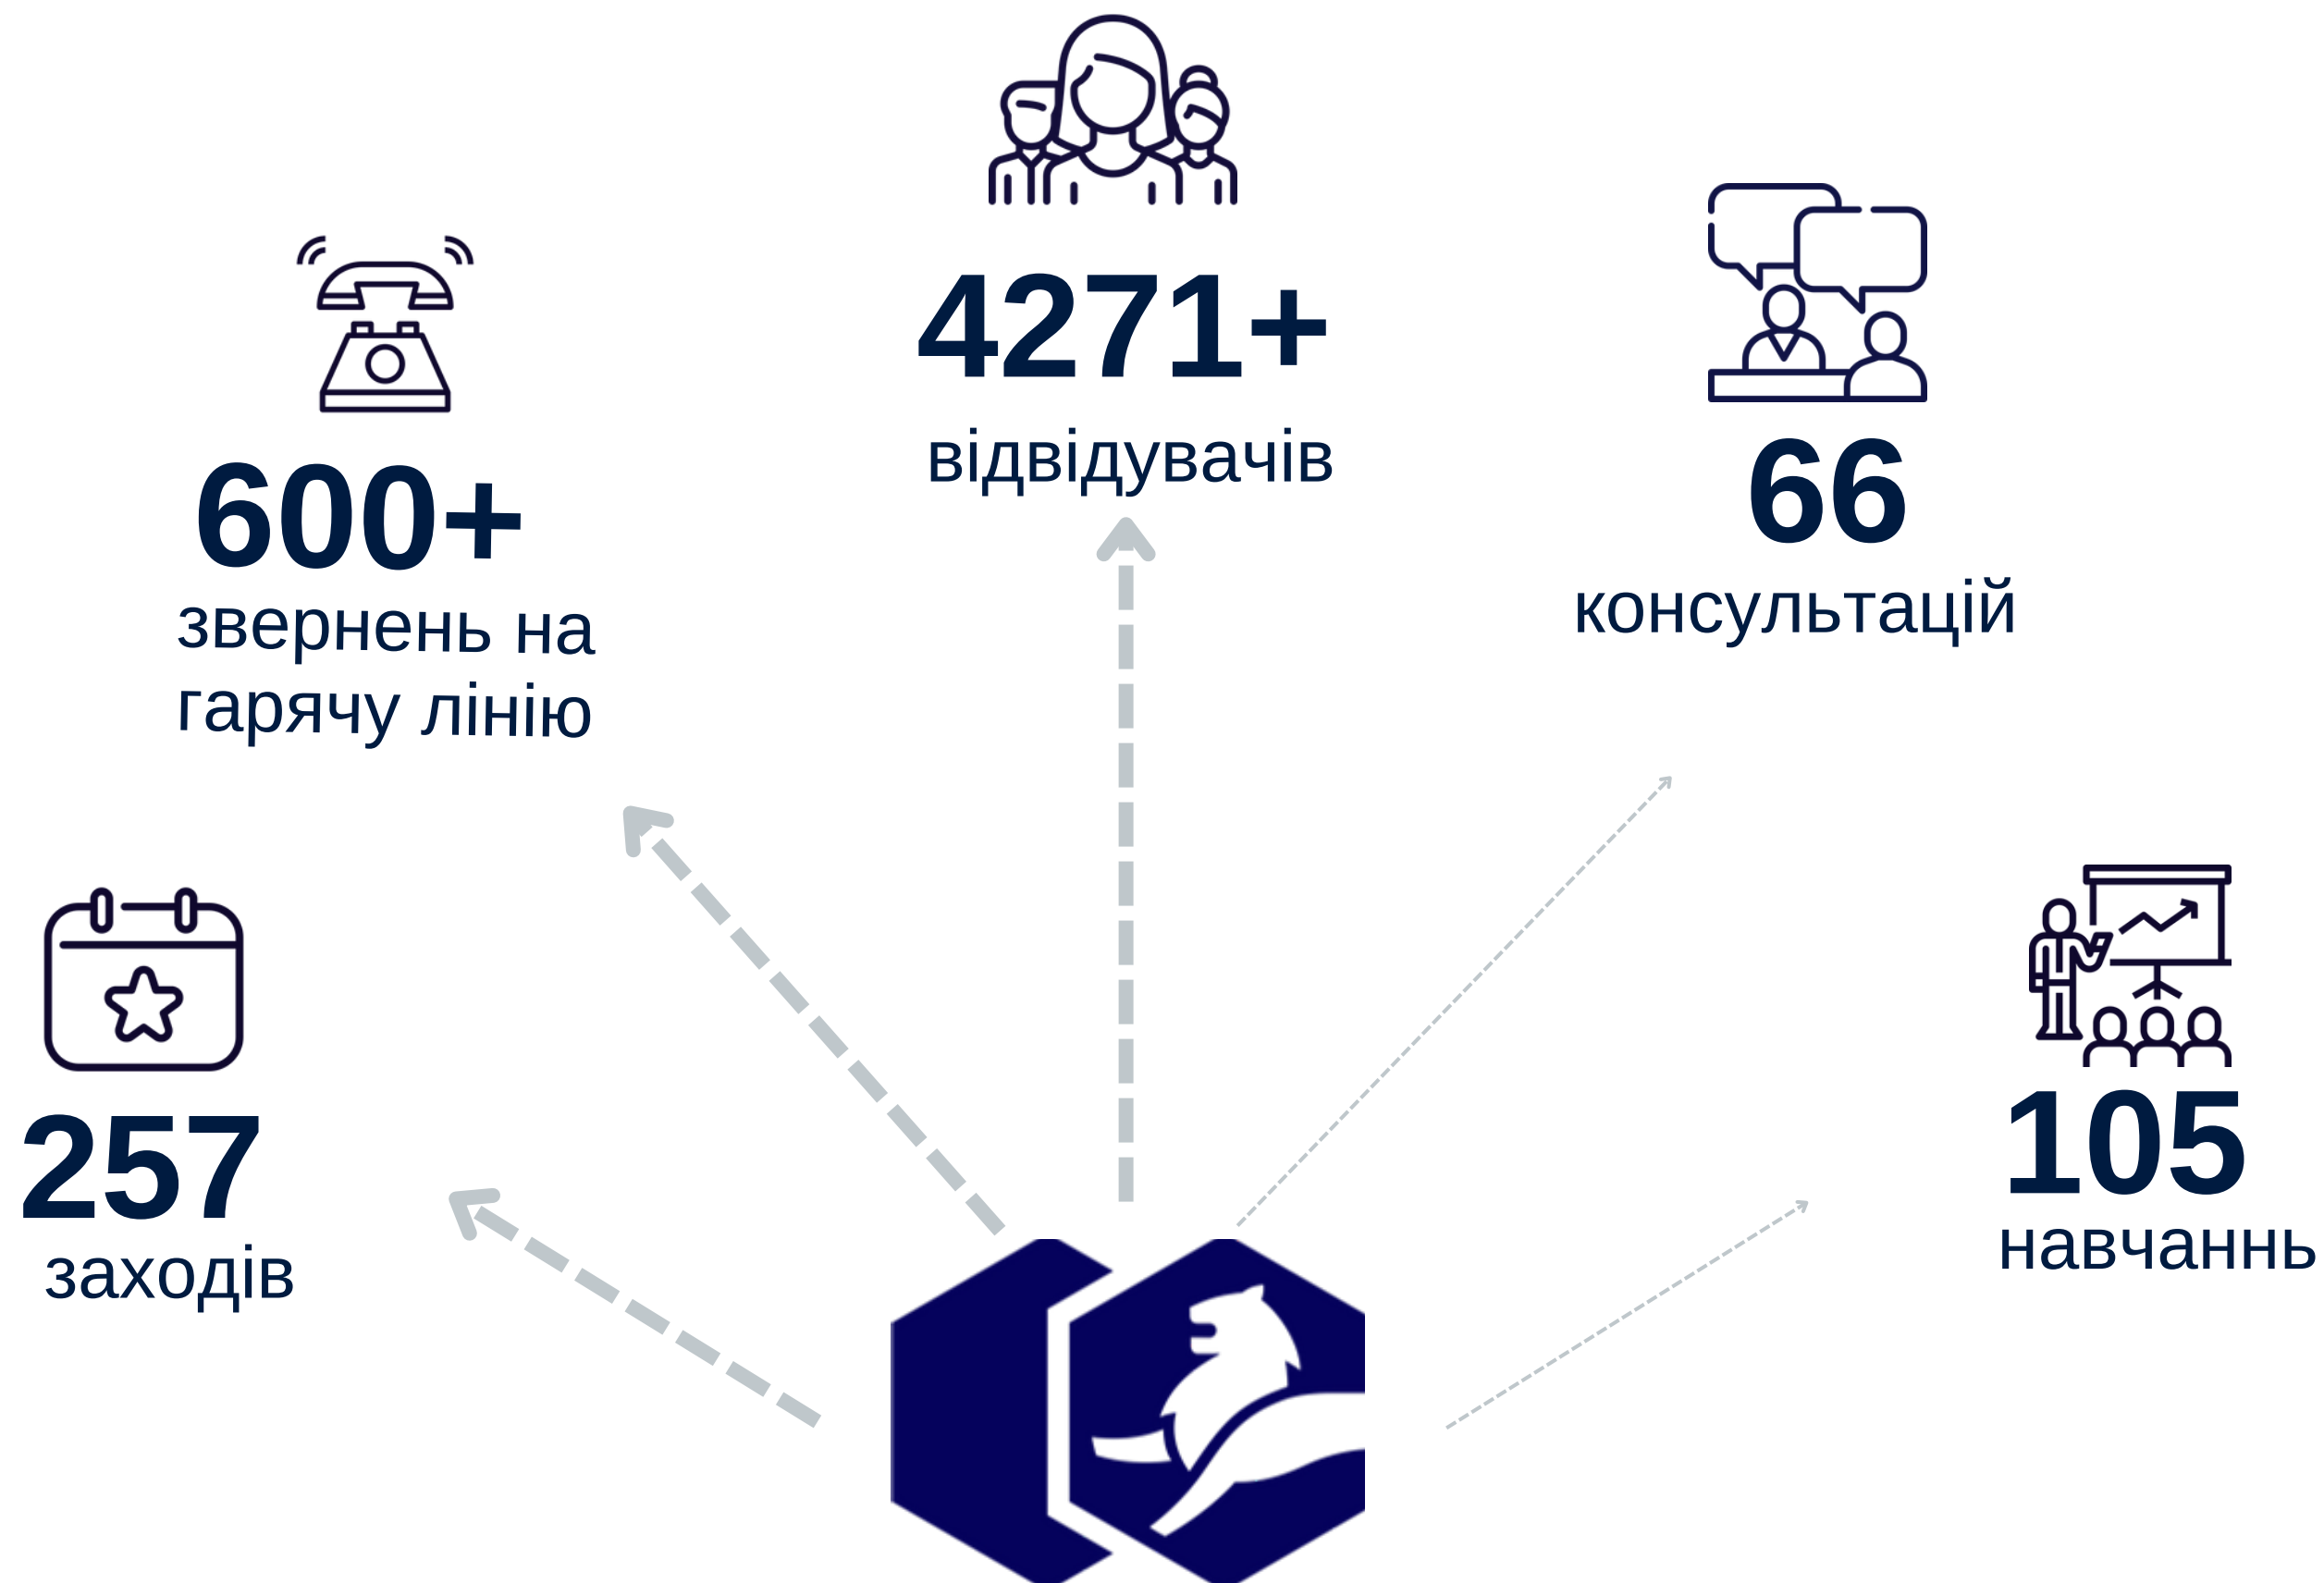 4271+
відвідувачів
600+
звернень на
гарячу лінію
66
консультацій
257
заходів
105
навчаннь